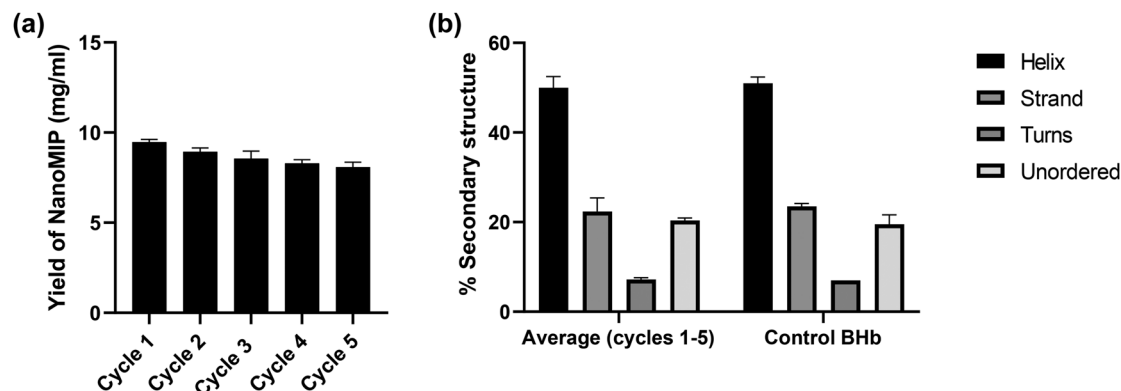 (a)
Yield of NanoMIP (mg/ml)
15
10
5
0
Cycle 1
Cycle 2
Cycle 3
Cycle 4
Cycle 5
(b)
% Secondary structure
60
40
20
0
Average (cycles 1-5)
Control BHb
Helix
Strand
Turns
Unordered